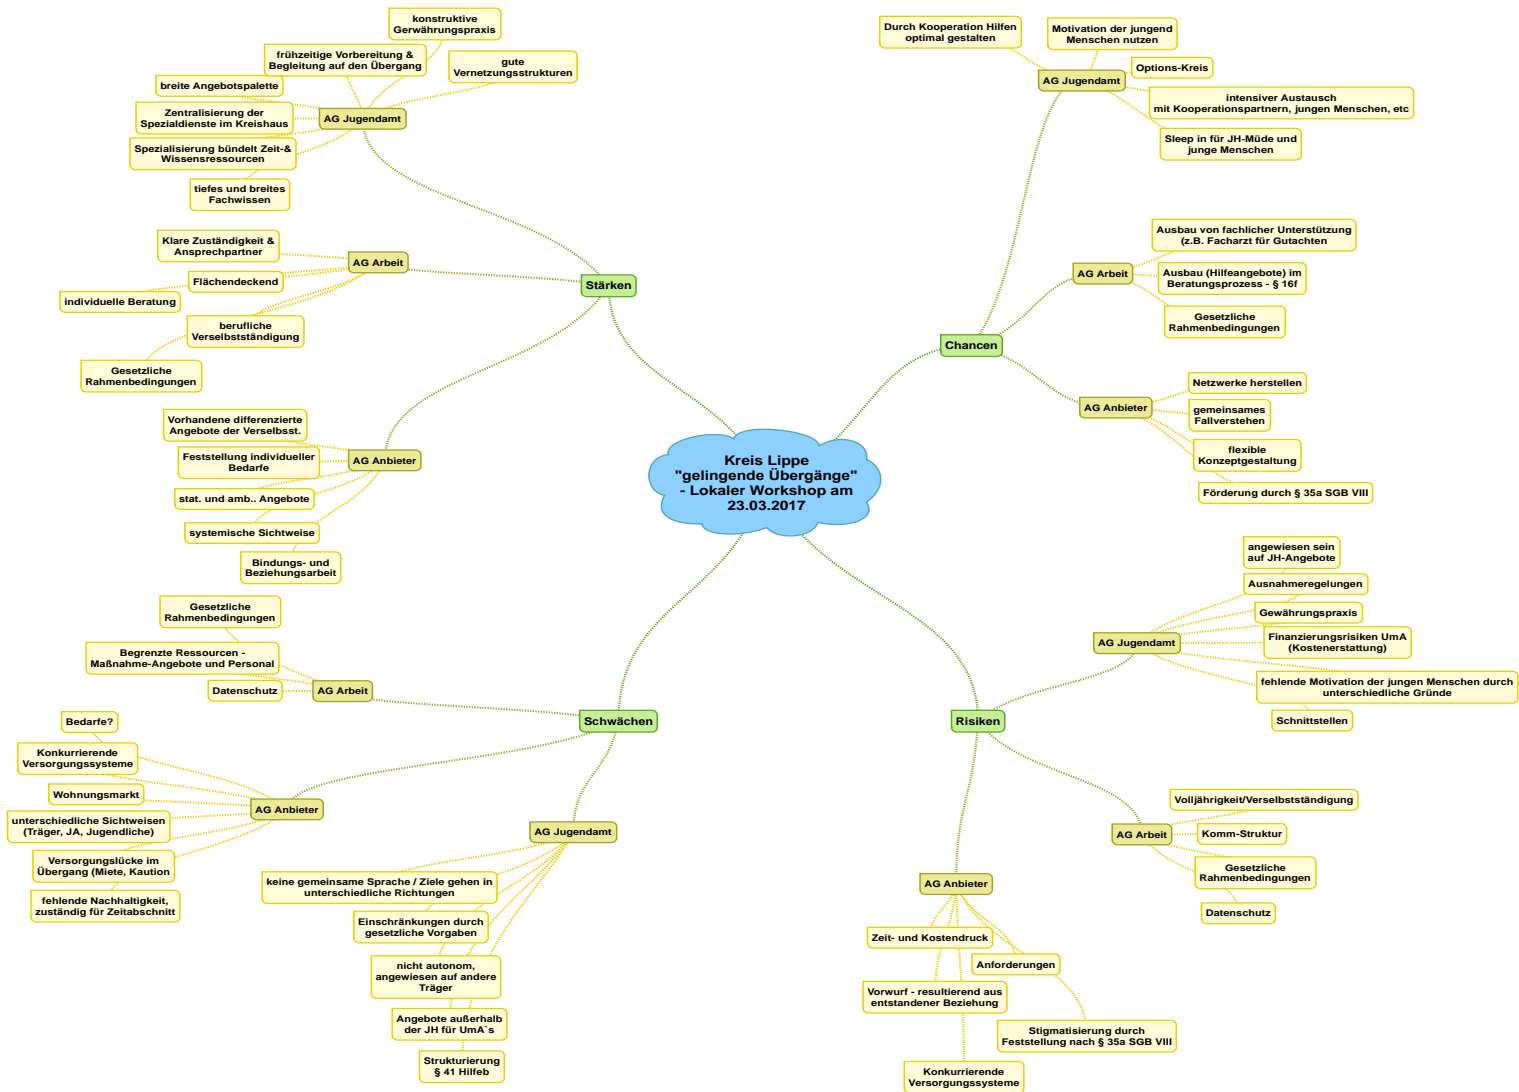 Kreis Lippe
"gelingende Übergänge"
- Lokaler Workshop am
23.03.2017
Stärken
AG Jugendamt
konstruktive
Gerwährungspraxis
frühzeitige Vorbereitung &
Begleitung auf den Übergang
gute
Vernetzungsstrukturen
breite Angebotspalette
Zentralisierung der
Spezialdienste im Kreishaus
Spezialisierung bündelt Zeit-&
Wissensressourcen
tiefes und breites
Fachwissen
AG Arbeit
Klare Zuständigkeit &
Ansprechpartner
Flächendeckend
individuelle Beratung
berufliche
Verselbstständigung
Gesetzliche
Rahmenbedingungen
AG Anbieter
Vorhandene differenzierte
Angebote der Verselbsst.
Feststellung individueller
Bedarfe
stat. und amb.. Angebote
systemische Sichtweise
Bindungs- und
Beziehungsarbeit
Chancen
AG Jugendamt
Durch Kooperation Hilfen
optimal gestalten
Motivation der jungend
Menschen nutzen
Options-Kreis
intensiver Austausch
mit Kooperationspartnern, jungen Menschen, etc
Sleep in für JH-Müde und
junge Menschen
AG Arbeit
Ausbau von fachlicher Unterstützung
(z.B. Facharzt für Gutachten
Ausbau (Hilfeangebote) im
Beratungsprozess - § 16f
Gesetzliche
Rahmenbedingungen
AG Anbieter
Netzwerke herstellen
gemeinsames
Fallverstehen
flexible
Konzeptgestaltung
Förderung durch § 35a SGB VIII
Schwächen
AG Arbeit
Gesetzliche
Rahmenbedingungen
Begrenzte Ressourcen -
Maßnahme-Angebote und Personal
Datenschutz
AG Anbieter
Bedarfe?
Konkurrierende
Versorgungssysteme
Wohnungsmarkt
unterschiedliche Sichtweisen
(Träger, JA, Jugendliche)
Versorgungslücke im
Übergang (Miete, Kaution
fehlende Nachhaltigkeit,
zuständig für Zeitabschnitt
AG Jugendamt
keine gemeinsame Sprache / Ziele gehen in
unterschiedliche Richtungen
Einschränkungen durch
gesetzliche Vorgaben
nicht autonom,
angewiesen auf andere
Träger
Angebote außerhalb
der JH für UmA`s
Strukturierung
§ 41 Hilfeb
Risiken
AG Jugendamt
angewiesen sein
auf JH-Angebote
Ausnahmeregelungen
Gewährungspraxis
Finanzierungsrisiken UmA
(Kostenerstattung)
fehlende Motivation der jungen Menschen durch
unterschiedliche Gründe
Schnittstellen
AG Arbeit
Volljährigkeit/Verselbstständigung
Komm-Struktur
Gesetzliche
Rahmenbedingungen
Datenschutz
AG Anbieter
Zeit- und Kostendruck
Anforderungen
Vorwurf - resultierend aus
entstandener Beziehung
Stigmatisierung durch
Feststellung nach § 35a SGB VIII
Konkurrierende
Versorgungssysteme